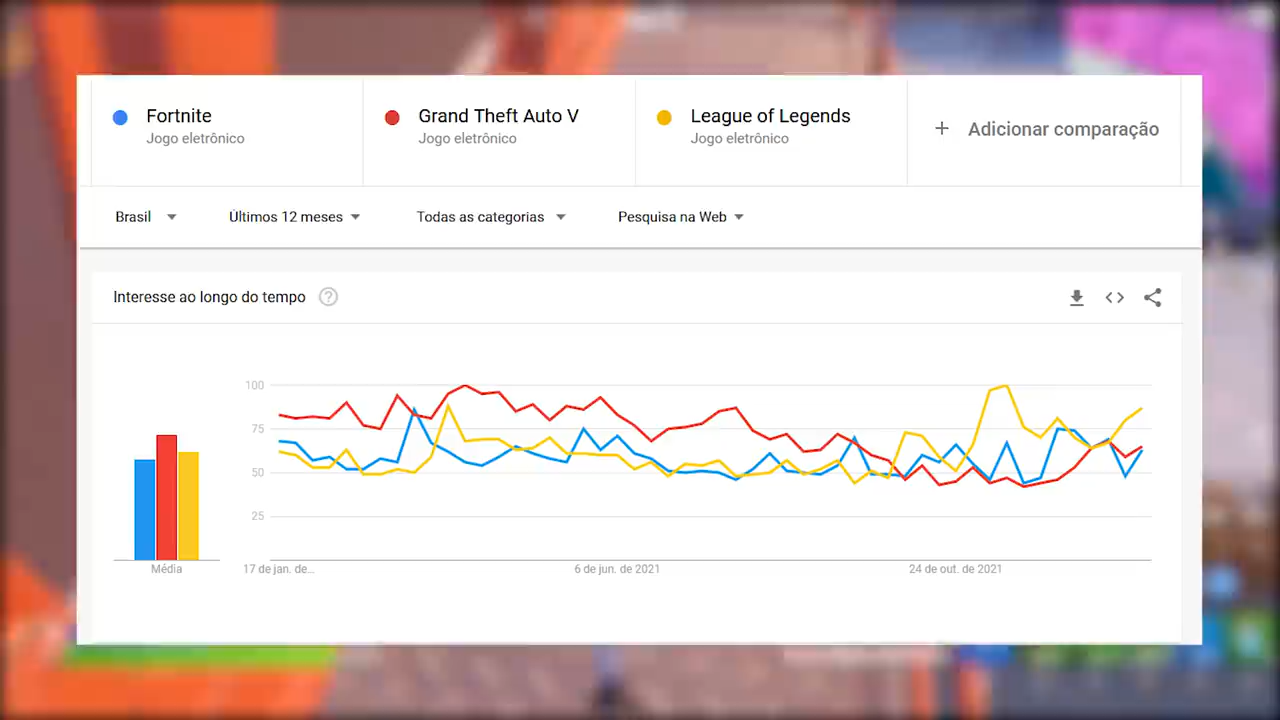 Fortnite
Jogo eletrônico
Grand Theft Auto V
Jogo eletrônico
League of Legends
Jogo eletrônico
+ Adicionar comparação
Brasil
Últimos 12 meses
Todas as categorias
Pesquisa na Web
Interesse ao longo do tempo ?
100
75
50
25
Média
17 de jan. de...
6 de jun. de 2021
24 de out. de 2021